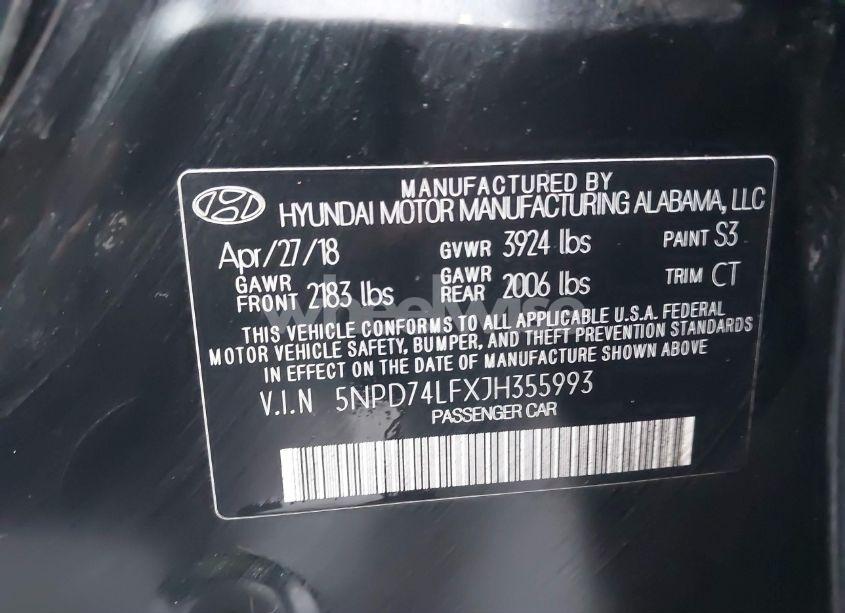 MANUFACTURED BY
HYUNDAI MOTOR MANUFACTURING ALABAMA, LLC
Apr/27/18 GVWR 3924 lbs PAINT S3
GAWR FRONT 2183 lbs GAWR REAR 2006 lbs TRIM CT
THIS VEHICLE CONFORMS TO ALL APPLICABLE U.S.A. FEDERAL
MOTOR VEHICLE SAFETY, BUMPER, AND THEFT PREVENTION STANDARDS
IN EFFECT ON THE DATE OF MANUFACTURE SHOWN ABOVE
V.I.N 5NPD74LFXJH355993
PASSENGER CAR